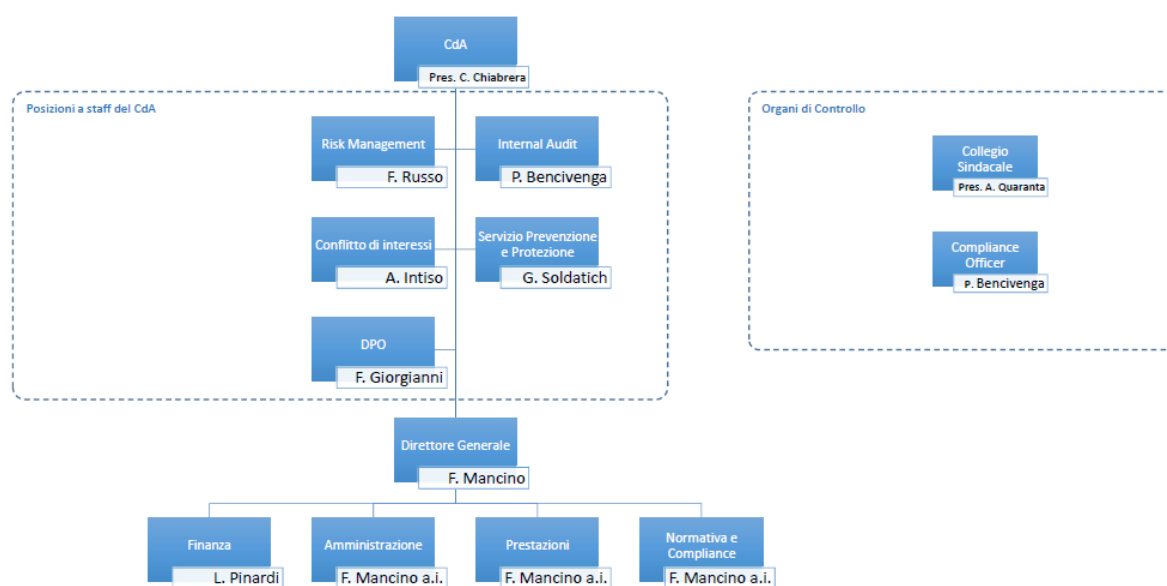 CdA
Pres. C. Chiabrera
Posizioni a staff del CdA
Organi di Controllo
Risk Management
F. Russo
Internal Audit
P. Bencivenga
Collegio
Sindacale
Pres. A. Quaranta
Conflitto di interessi
A. Intiso
Servizio Prevenzione
e Protezione
G. Soldatich
Compliance
Officer
P. Bencivenga
DPO
F. Giorgianni
Direttore Generale
F. Mancino
Finanza
L. Pinardi
Amministrazione
F. Mancino a.i.
Prestazioni
F. Mancino a.i.
Normativa e
Compliance
F. Mancino a.i.